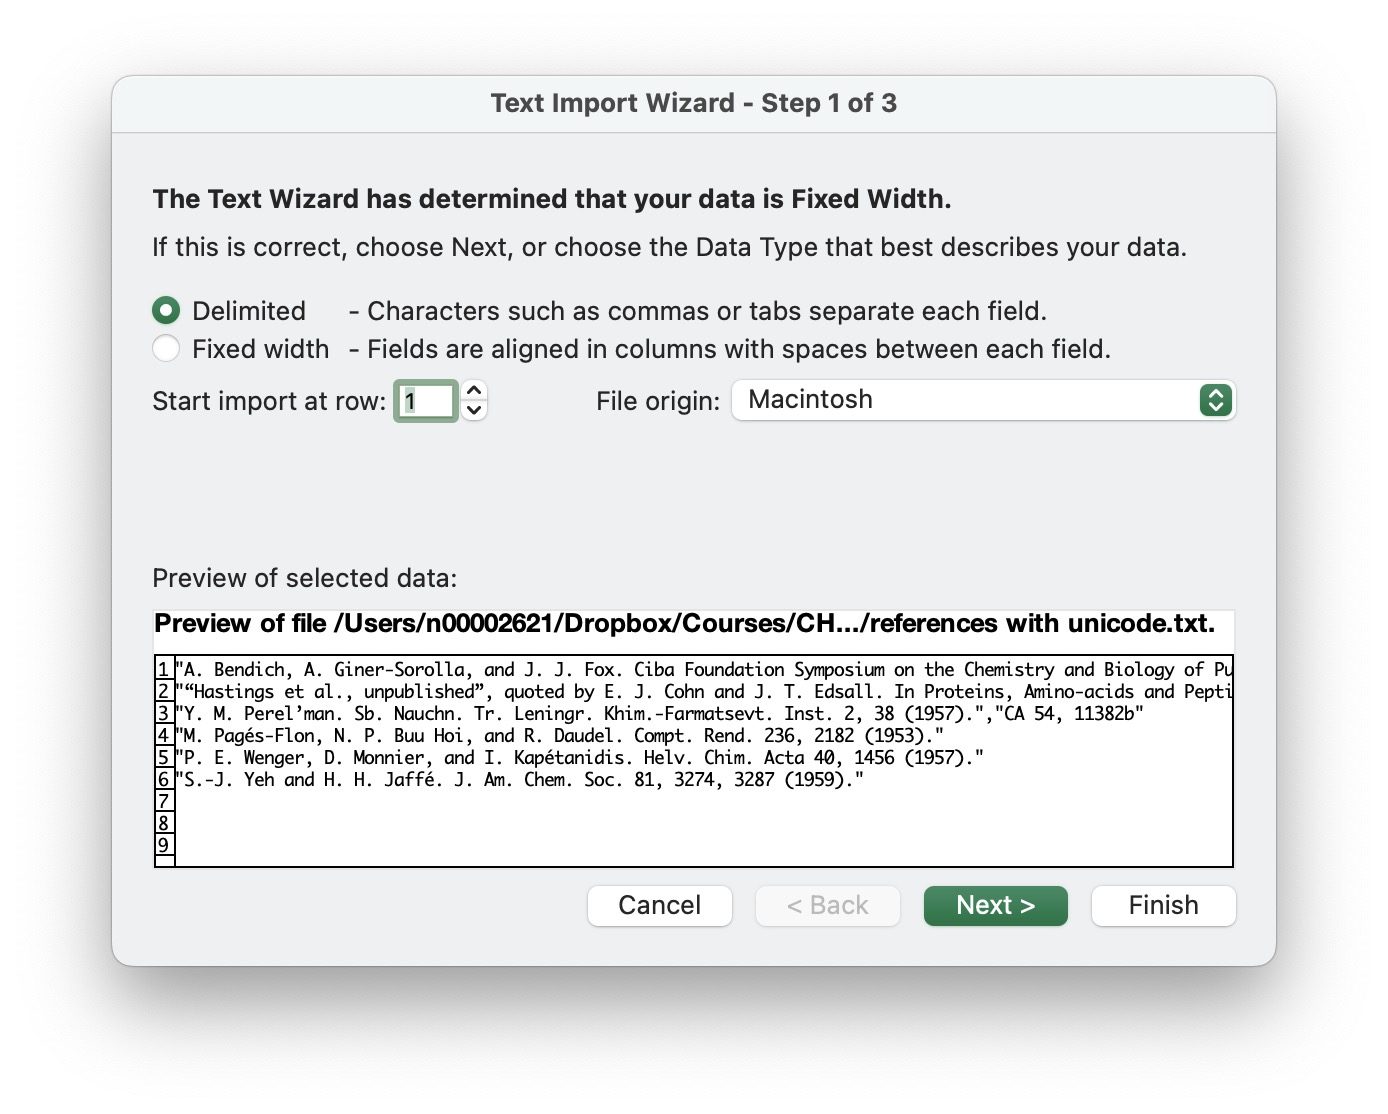 Text Import Wizard - Step 1 of 3
The Text Wizard has determined that your data is Fixed Width.
If this is correct, choose Next, or choose the Data Type that best describes your data.
Delimited - Characters such as commas or tabs separate each field.
Fixed width - Fields are aligned in columns with spaces between each field.
Start import at row: 1 File origin: Macintosh
Preview of selected data:
Preview of file /Users/n00002621/Dropbox/Courses/CH.../references with unicode.txt.
1 "A. Bendich, A. Giner-Sorolla, and J. J. Fox. Ciba Foundation Symposium on the Chemistry and Biology of Pu
2 "“Hastings et al., unpublished”, quoted by E. J. Cohn and J. T. Edsall. In Proteins, Amino-acids and Pepti
3 "Y. M. Perel’man. Sb. Nauchn. Tr. Leningr. Khim.-Farmatsevt. Inst. 2, 38 (1957).","CA 54, 11382b"
4 "M. Pagés-Flon, N. P. Buu Hoi, and R. Daudel. Compt. Rend. 236, 2182 (1953)."
5 "P. E. Wenger, D. Monnier, and I. Kapétanidis. Helv. Chim. Acta 40, 1456 (1957)."
6 "S.-J. Yeh and H. H. Jaffé. J. Am. Chem. Soc. 81, 3274, 3287 (1959)."
7
8
9
Cancel < Back Next > Finish